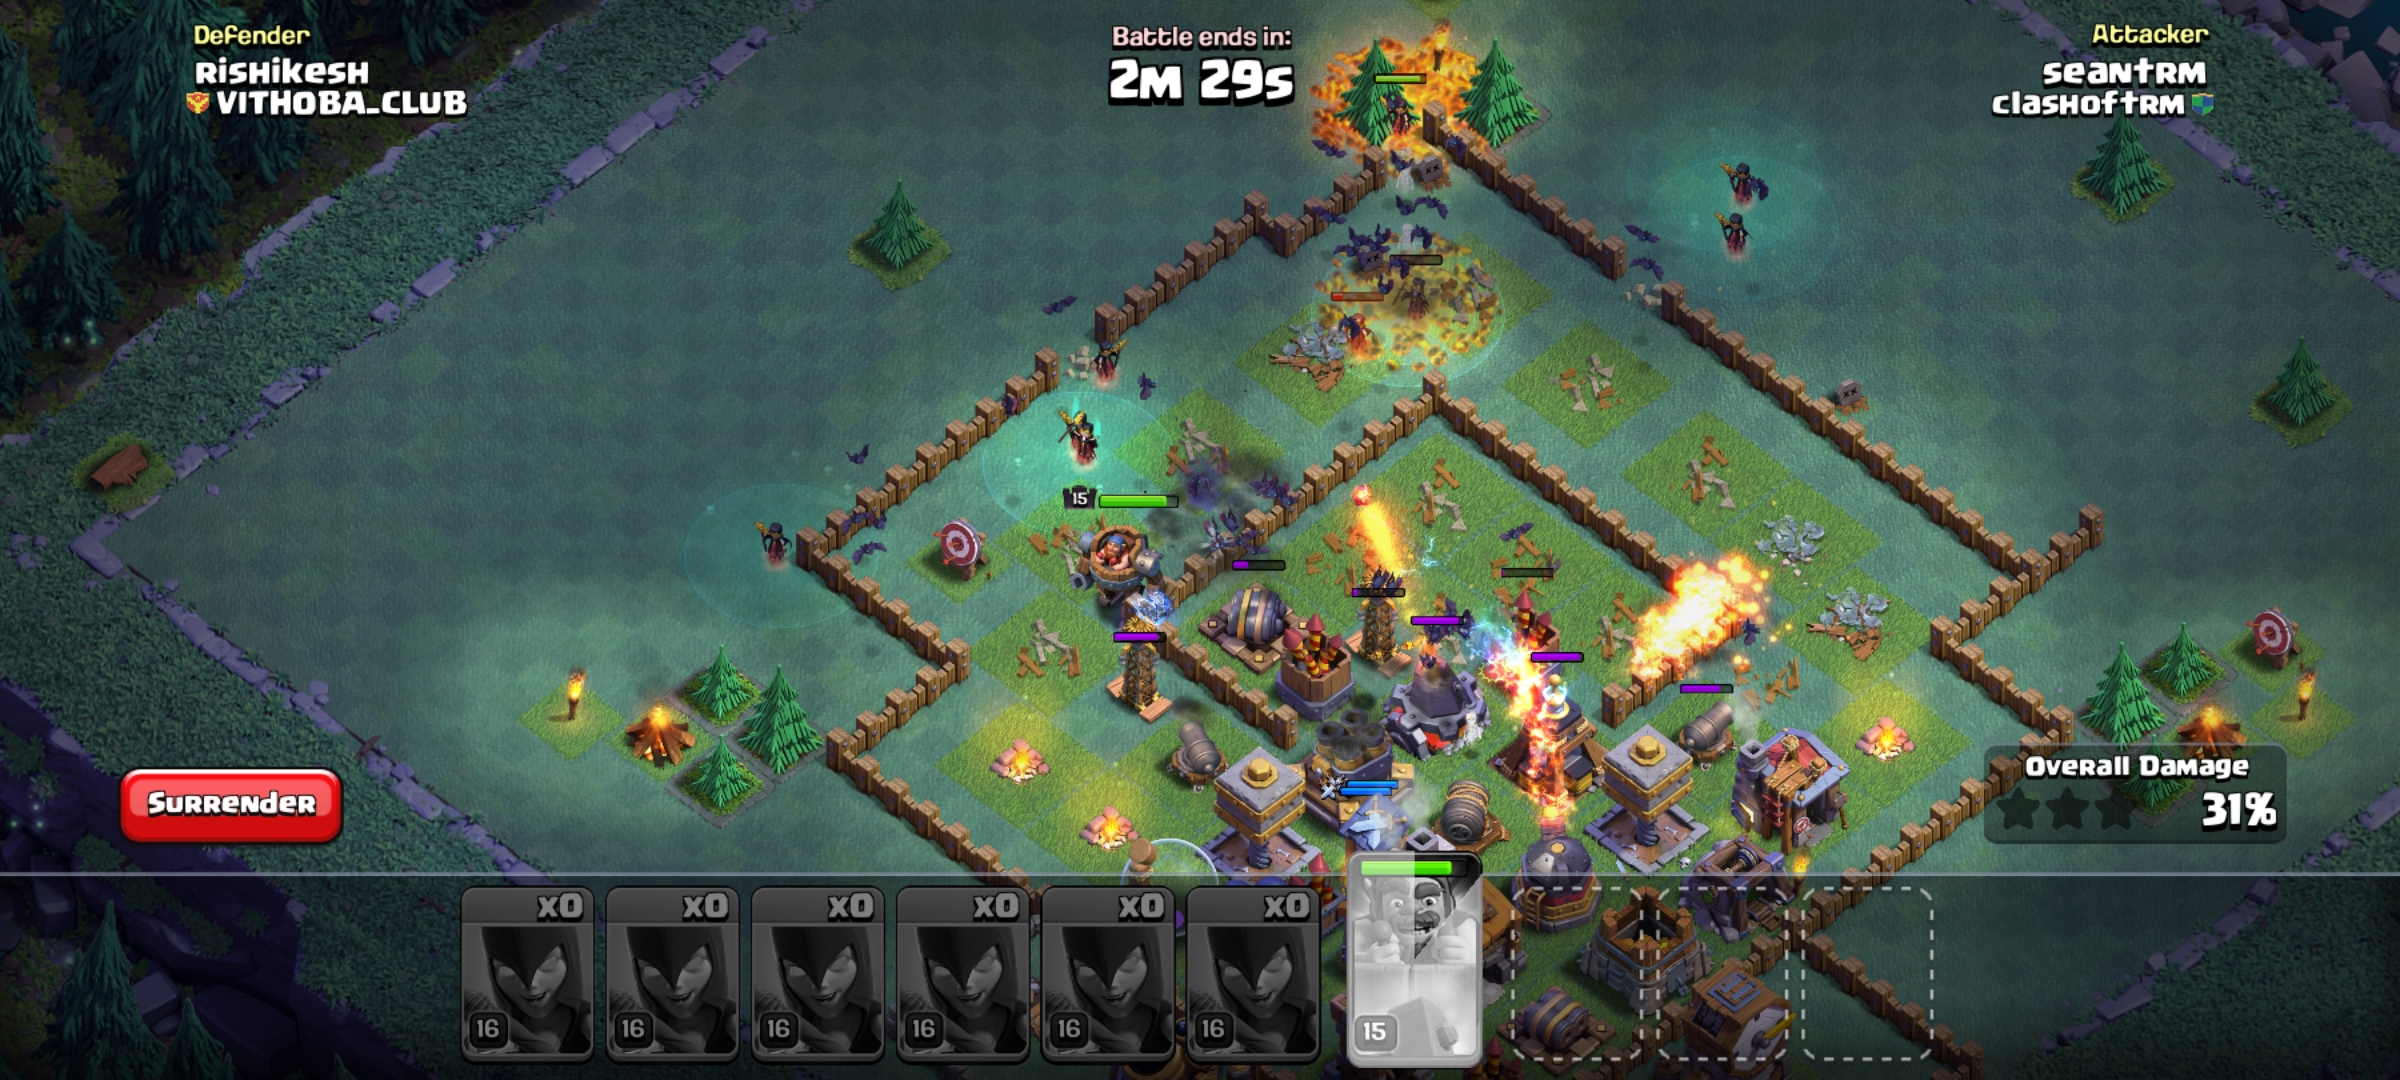 Defender
Rishikesh
VITHOBA_CLUB
Battle ends in:
2M 29s
Attacker
seantRM
clashoftRM
15
Surrender
Overall Damage
31%
x0
x0
x0
x0
x0
x0
16
16
16
16
16
16
15